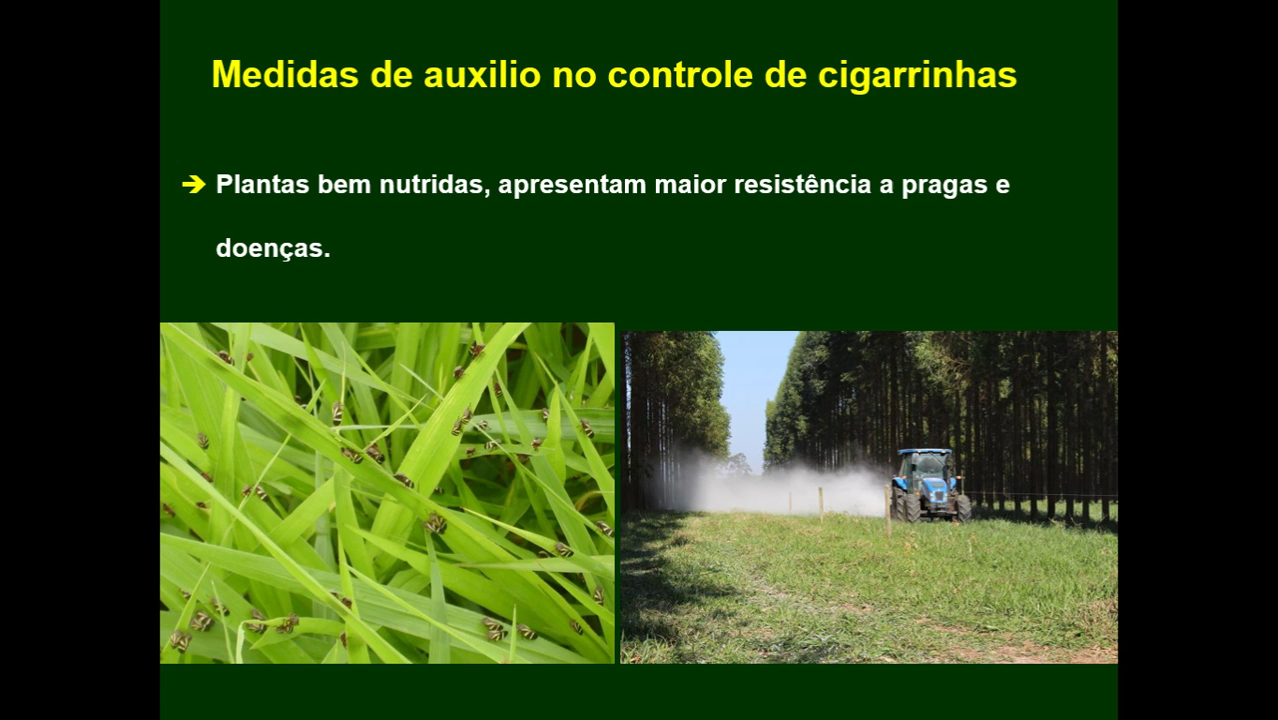 Medidas de auxilio no controle de cigarrinhas
➔ Plantas bem nutridas, apresentam maior resistência a pragas e
doenças.